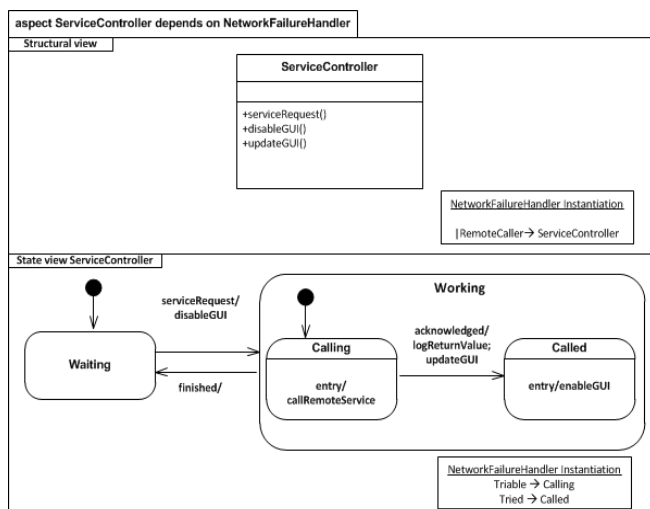 aspect ServiceController depends on NetworkFailureHandler
Structural view
ServiceController
+serviceRequest()
+disableGUI()
+updateGUI()
NetworkFailureHandler Instantiation
|RemoteCaller→ ServiceController
State view ServiceController
Working
serviceRequest/
disableGUI
Waiting
finished/
Calling
entry/
callRemoteService
acknowledged/
logReturnValue;
updateGUI
Called
entry/enableGUI
NetworkFailureHandler Instantiation
Triable → Calling
Tried → Called